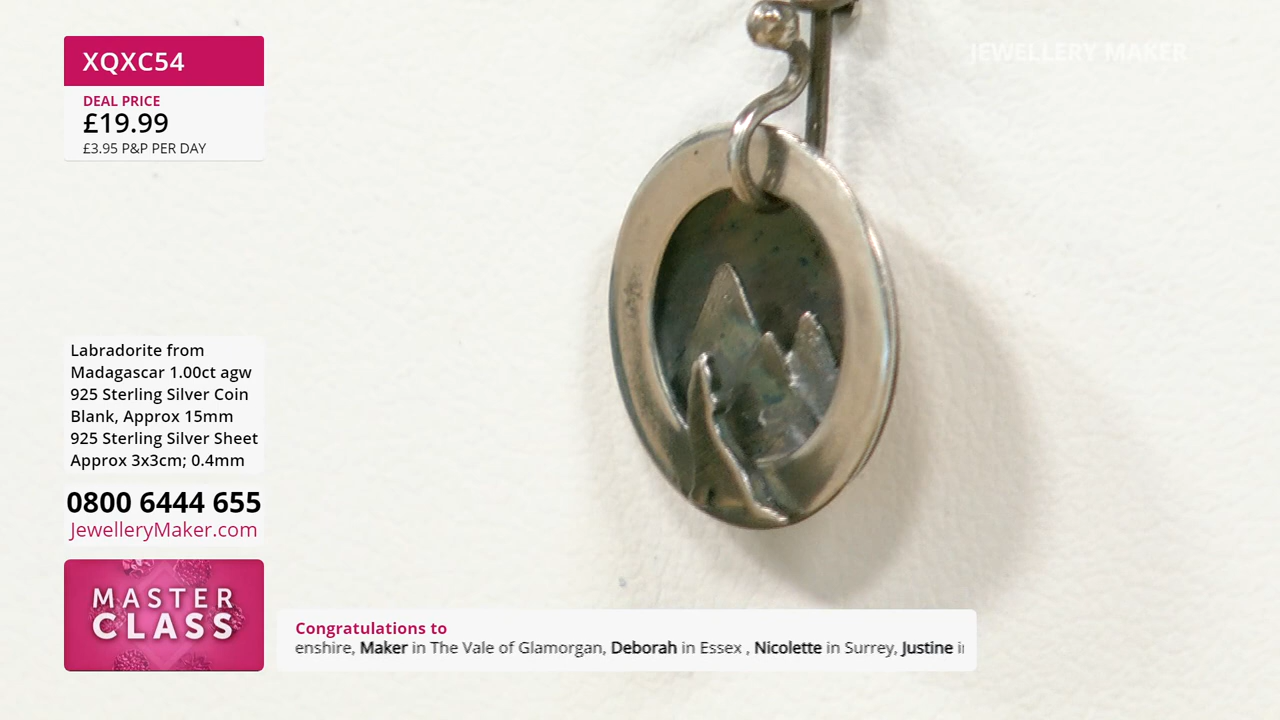 XQXC54
DEAL PRICE
£19.99
£3.95 P&P PER DAY
JEWELLERY MAKER
Labradorite from
Madagascar 1.00ct agw
925 Sterling Silver Coin
Blank, Approx 15mm
925 Sterling Silver Sheet
Approx 3x3cm; 0.4mm
0800 6444 655
JewelleryMaker.com
MASTER
CLASS
Congratulations to
enshire, Maker in The Vale of Glamorgan, Deborah in Essex , Nicolette in Surrey, Justine i